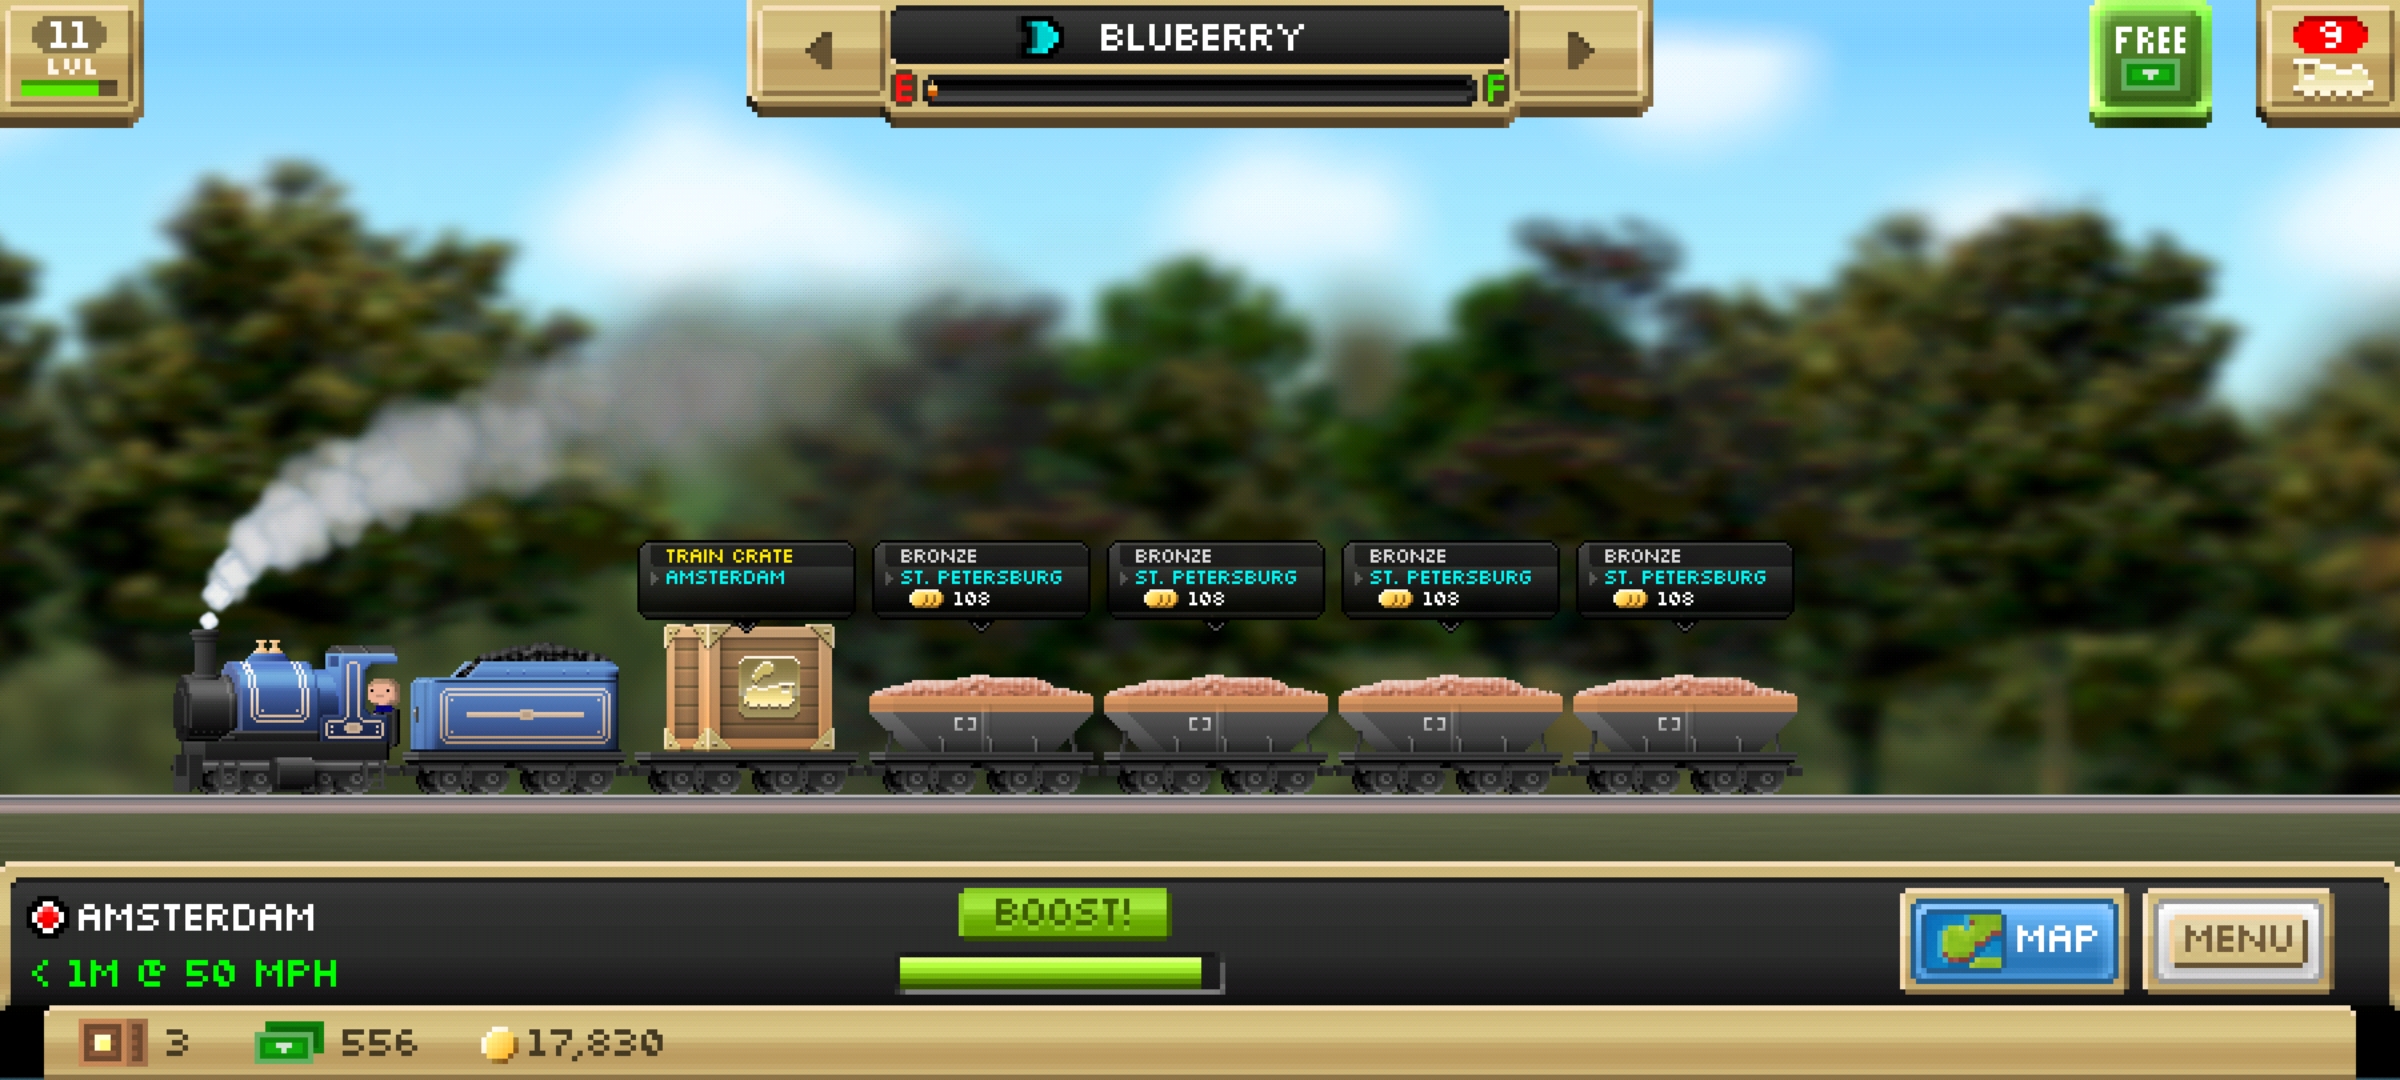 11
LVL
BLUBERRY
E
F
FREE
9
TRAIN CRATE
AMSTERDAM
BRONZE
ST. PETERSBURG
108
BRONZE
ST. PETERSBURG
108
BRONZE
ST. PETERSBURG
108
BRONZE
ST. PETERSBURG
108
AMSTERDAM
< 1M @ 50 MPH
BOOST!
MAP
MENU
3
556
17,830